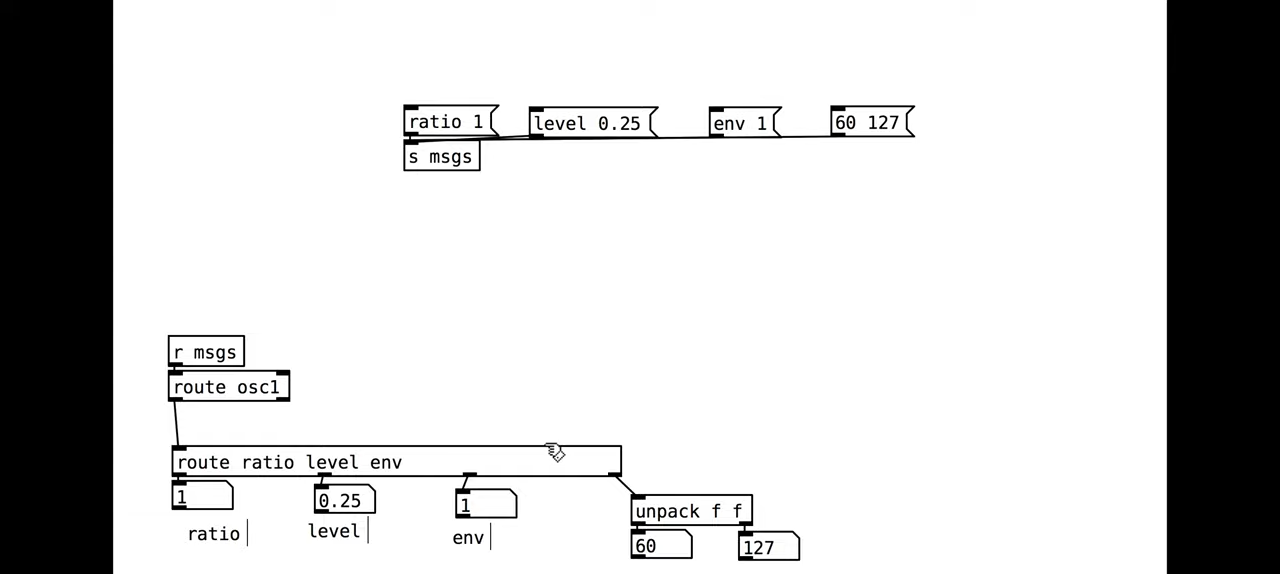 ratio 1
level 0.25
env 1
60 127
s msgs
r msgs
route osc1
route ratio level env
1
0.25
1
unpack f f
ratio
level
env
60
127